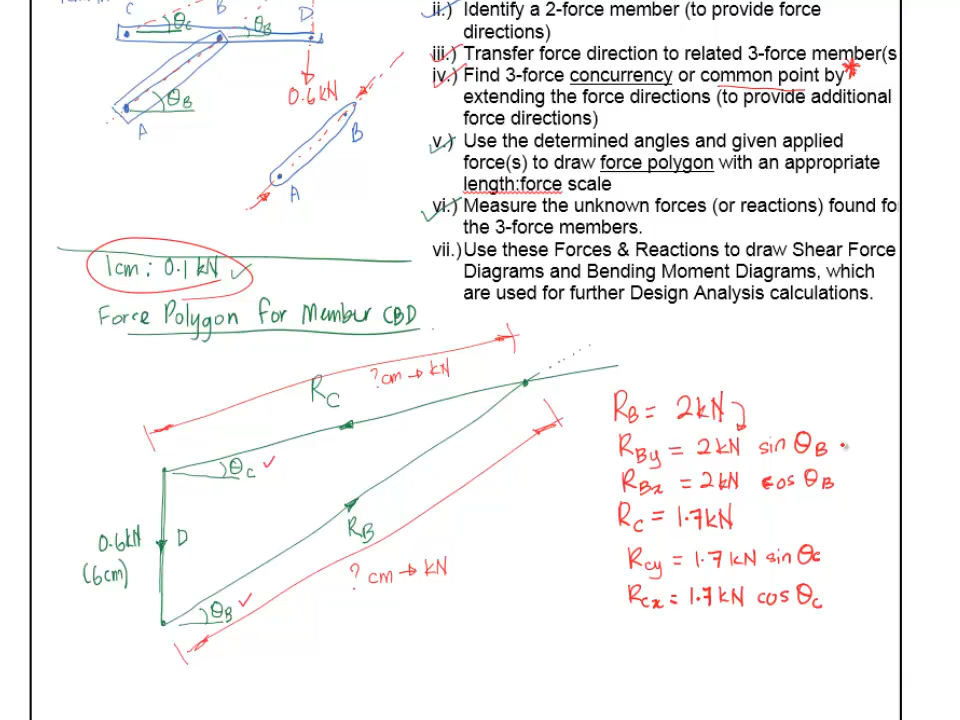 C B D
θC θB
θB
A
0.6kN
B
A
ii.) Identify a 2-force member (to provide force
directions)
iii.) Transfer force direction to related 3-force member(s
iv.) Find 3-force concurrency or common point by*
extending the force directions (to provide additional
force directions)
v.) Use the determined angles and given applied
force(s) to draw force polygon with an appropriate
length:force scale
vi.) Measure the unknown forces (or reactions) found fo
the 3-force members.
vii.) Use these Forces & Reactions to draw Shear Force
Diagrams and Bending Moment Diagrams, which
are used for further Design Analysis calculations.
1cm : 0.1 kN ✓
Force Polygon for Member CBD
RC
?cm → kN
θC ✓
0.6kN
(6cm)
D
RB
? cm → kN
θB ✓
RB = 2kN
RBy = 2kN sin θB
RBx = 2kN cos θB
RC = 1.7kN
RCy = 1.7kN sin θC
RCx = 1.7kN cos θC